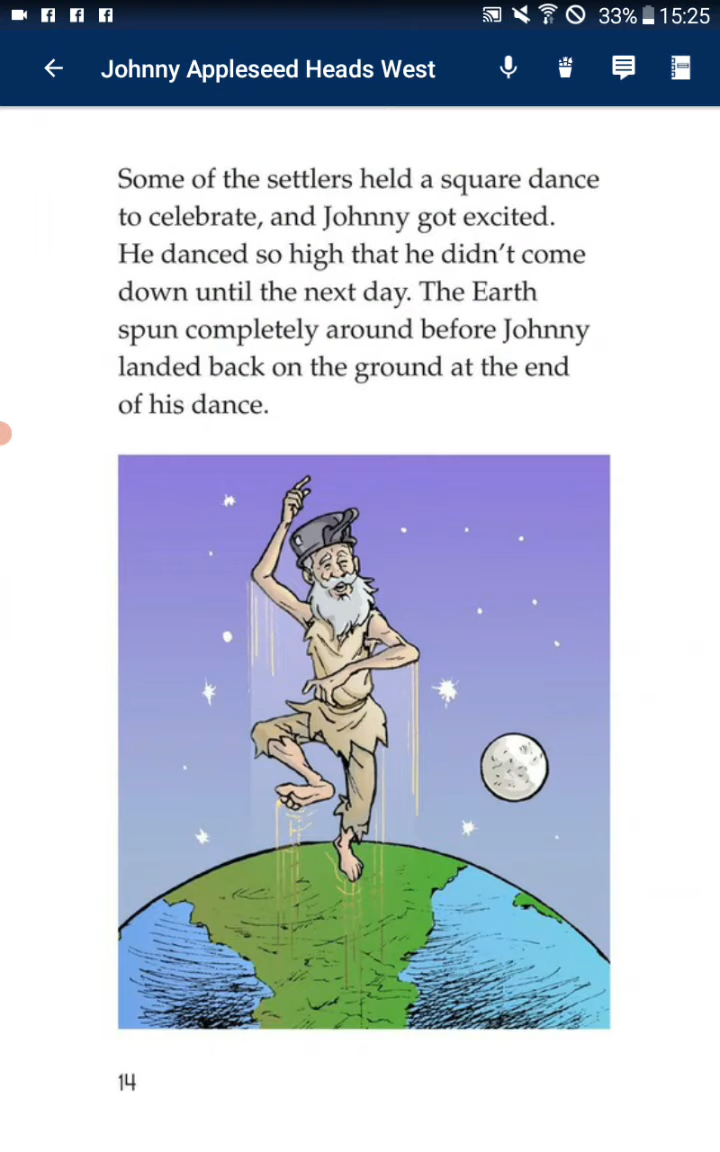 33% 15:25
Johnny Appleseed Heads West
Some of the settlers held a square dance
to celebrate, and Johnny got excited.
He danced so high that he didn't come
down until the next day. The Earth
spun completely around before Johnny
landed back on the ground at the end
of his dance.
14